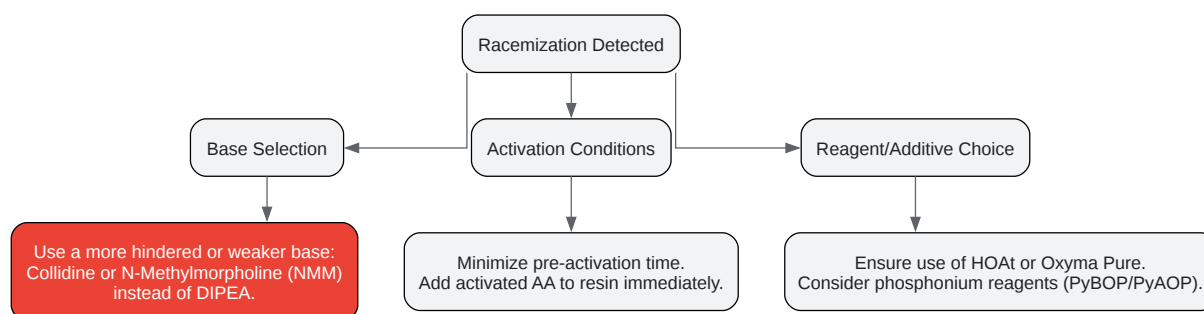 Racemization Detected
Base Selection
Activation Conditions
Reagent/Additive Choice
Use a more hindered or weaker base:
Collidine or N-Methylmorpholine (NMM)
instead of DIPEA.
Minimize pre-activation time.
Add activated AA to resin immediately.
Ensure use of HOAt or Oxyma Pure.
Consider phosphonium reagents (PyBOP/PyAOP).